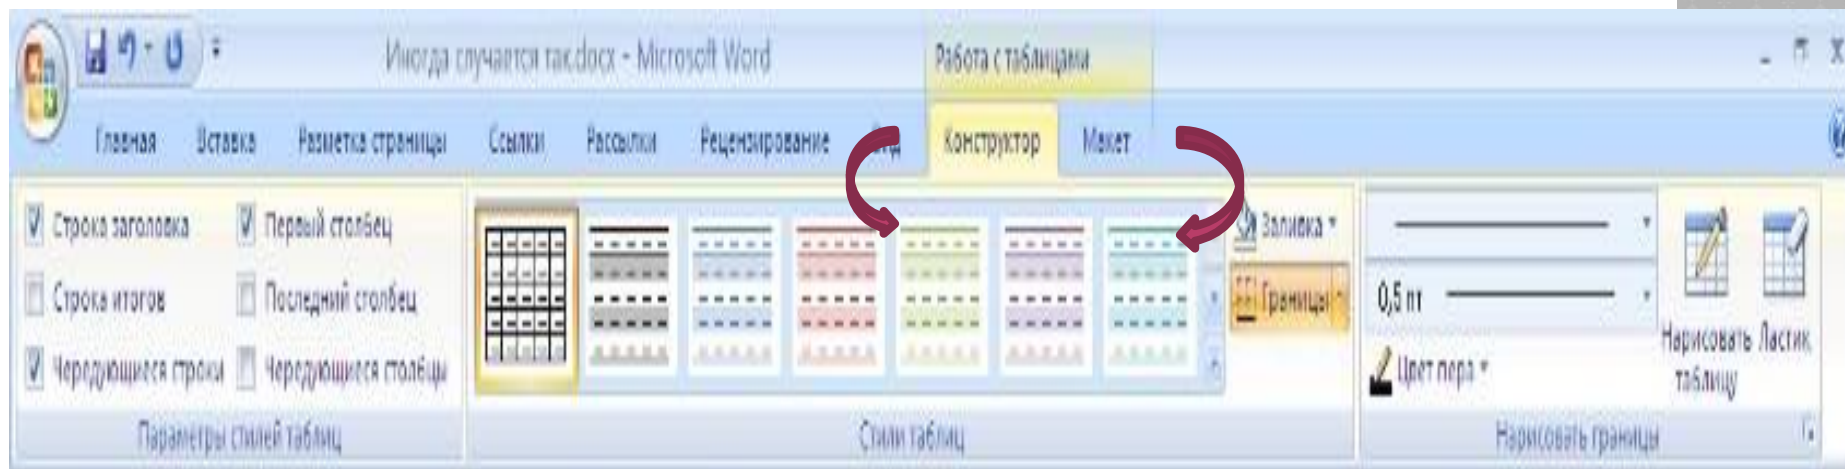 Иногда случается так.docx - Microsoft Word
Работа с таблицами
Главная Вставка Разметка страницы Ссылки Рассылки Рецензирование Конструктор Макет
Строка заголовка Первый столбец
Строка итогов Последний столбец
Чередующиеся строки Чередующиеся столбцы
Параметры стилей таблиц
Заливка
Границы
Стили таблиц
0,5 пт
Цвет пера
Нарисовать таблицу
Ластик
Нарисовать границы